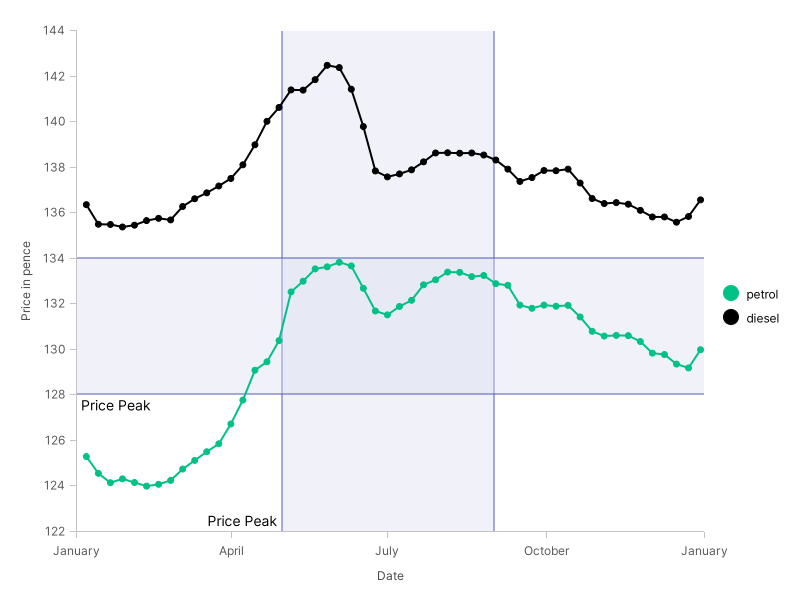 144
142
140
138
136
134
132
130
128
126
124
122
Price in pence
Price Peak
Price Peak
January
April
July
October
January
Date
petrol
diesel